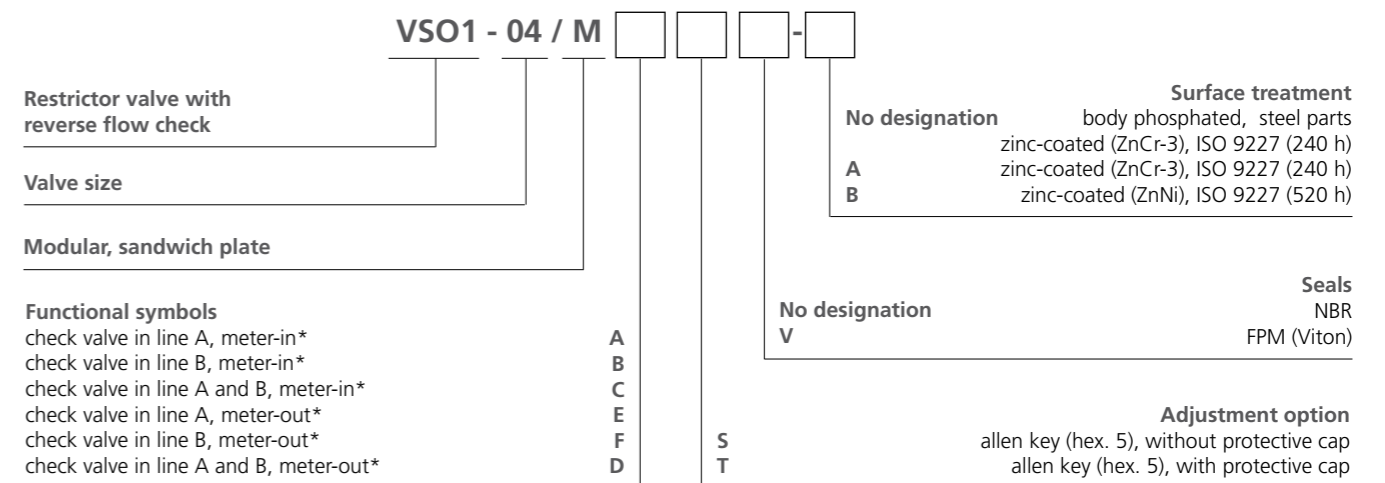 VSO1 - 04 / M -
Restrictor valve with
reverse flow check
Valve size
Modular, sandwich plate
Functional symbols
check valve in line A, meter-in* A
check valve in line B, meter-in* B
check valve in line A and B, meter-in* C
check valve in line A, meter-out* E
check valve in line B, meter-out* F
check valve in line A and B, meter-out* D
Surface treatment
No designation body phosphated, steel parts
zinc-coated (ZnCr-3), ISO 9227 (240 h)
A zinc-coated (ZnCr-3), ISO 9227 (240 h)
B zinc-coated (ZnNi), ISO 9227 (520 h)
Seals
No designation NBR
V FPM (Viton)
Adjustment option
S allen key (hex. 5), without protective cap
T allen key (hex. 5), with protective cap